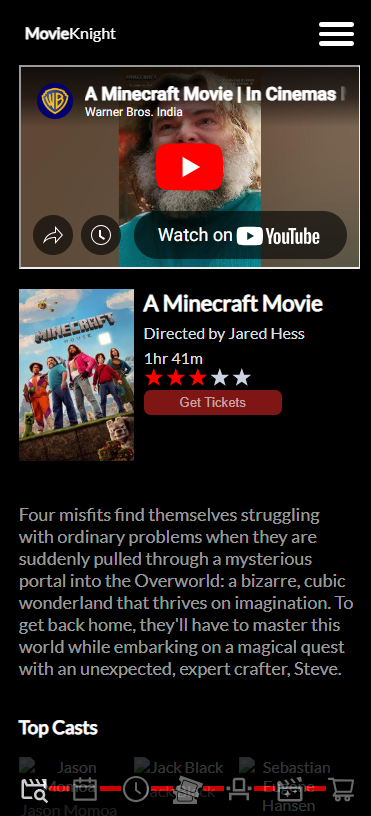 MovieKnight
A Minecraft Movie | In Cinemas
Warner Bros. India
Watch on YouTube
MINECRAFT
MOVIE
A Minecraft Movie
Directed by Jared Hess
1hr 41m
Get Tickets
Four misfits find themselves struggling
with ordinary problems when they are
suddenly pulled through a mysterious
portal into the Overworld: a bizarre, cubic
wonderland that thrives on imagination. To
get back home, they'll have to master this
world while embarking on a magical quest
with an unexpected, expert crafter, Steve.
Top Casts
Jason Jack Black Sebastian
Momoa Jack Black Eugene
Hansen
Jason Momoa